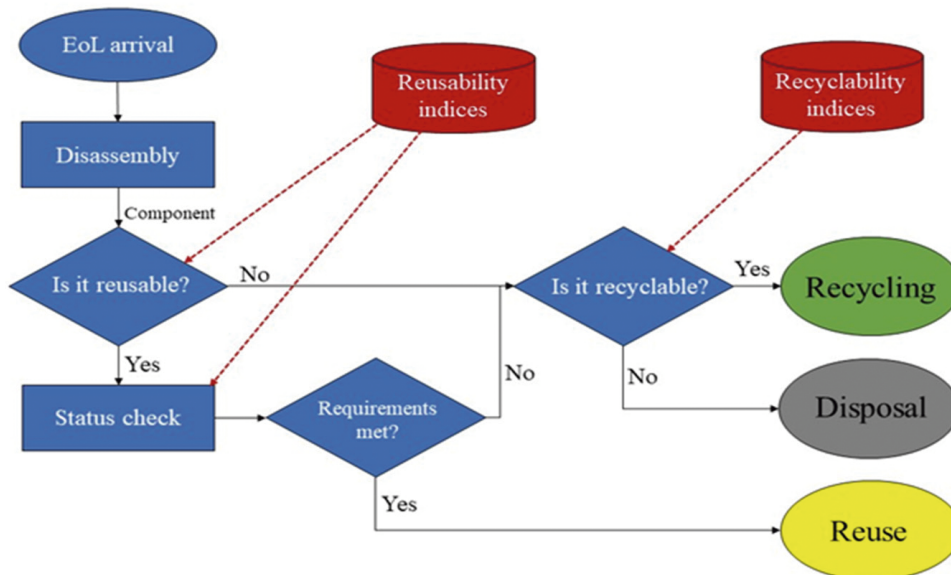 EoL arrival
Reusability
indices
Recyclability
indices
Disassembly
Component
Is it reusable?
No
Is it recyclable?
Yes
Recycling
Yes
No
No
Status check
Requirements
met?
Disposal
Yes
Reuse